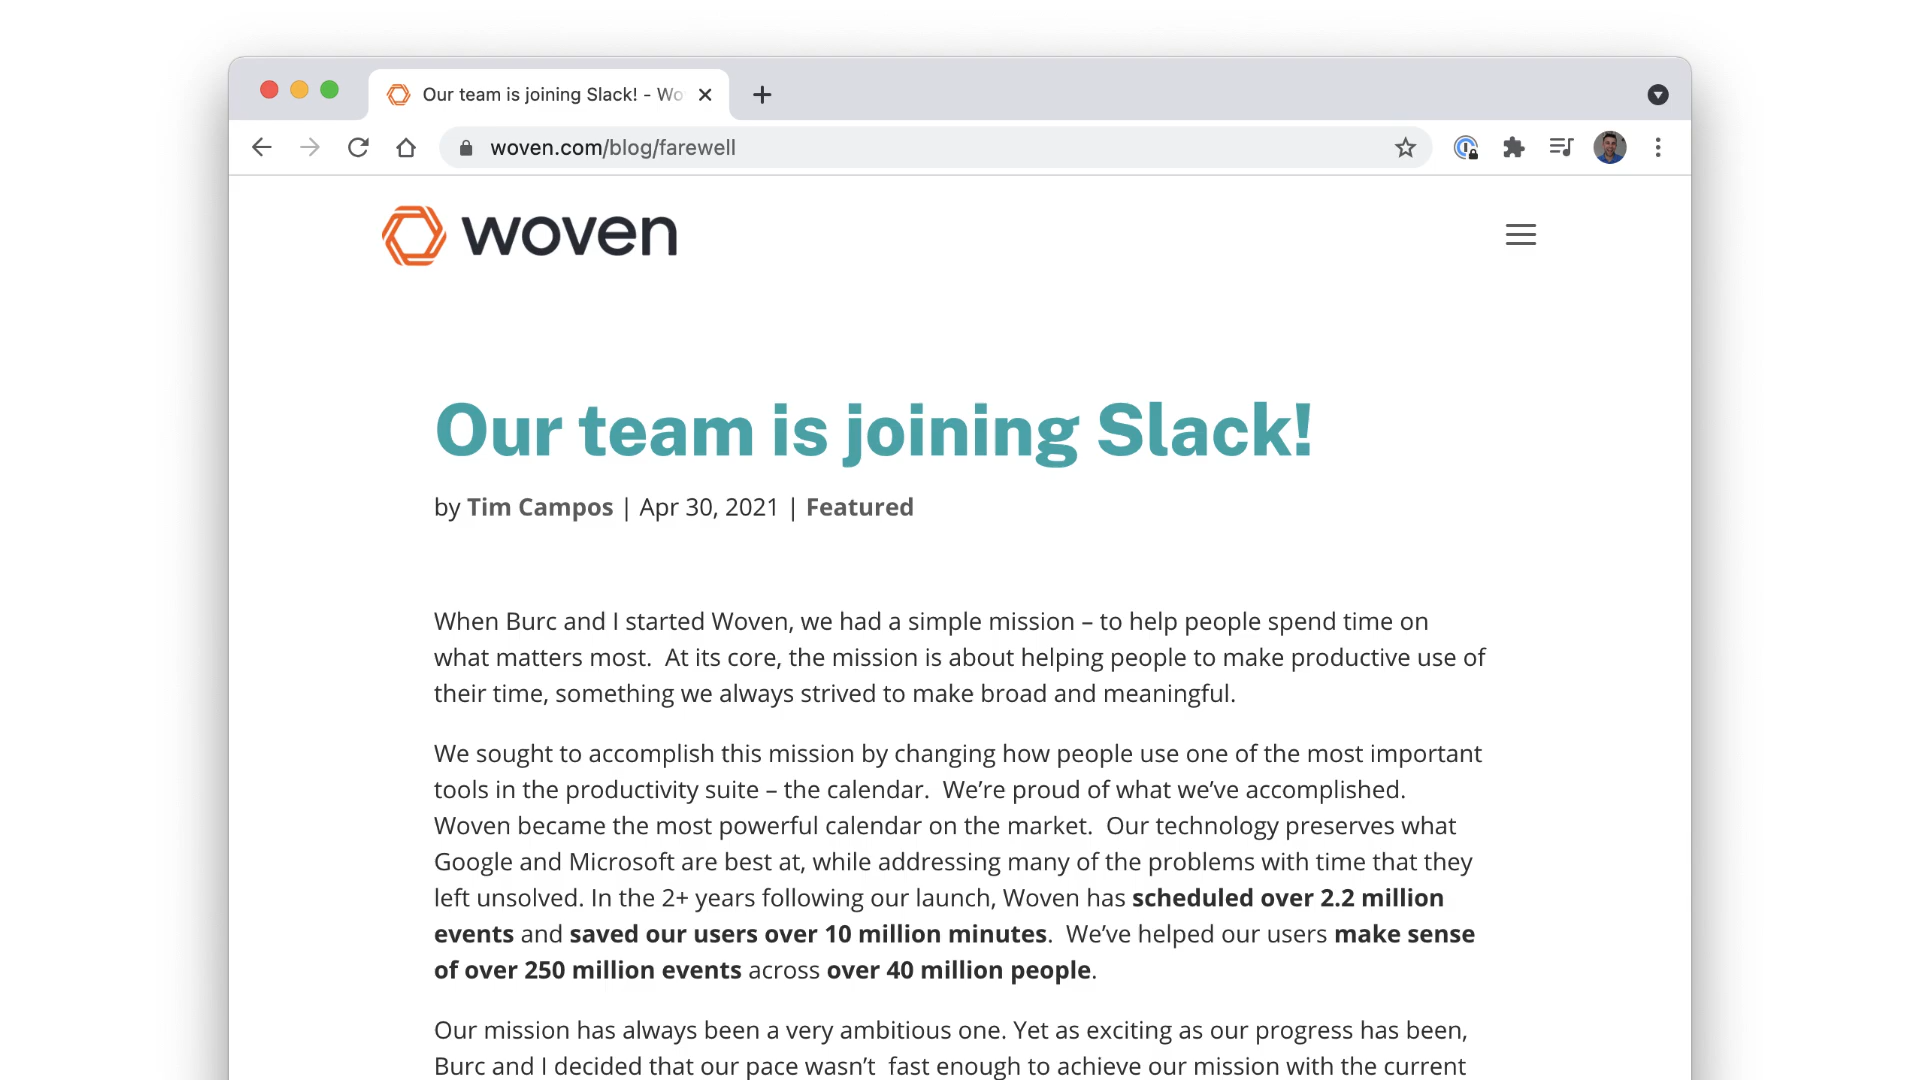 Our team is joining Slack! - Wo
woven.com/blog/farewell
woven
Our team is joining Slack!
by Tim Campos | Apr 30, 2021 | Featured
When Burc and I started Woven, we had a simple mission – to help people spend time on
what matters most.  At its core, the mission is about helping people to make productive use of
their time, something we always strived to make broad and meaningful.
We sought to accomplish this mission by changing how people use one of the most important
tools in the productivity suite – the calendar.  We’re proud of what we’ve accomplished.
Woven became the most powerful calendar on the market.  Our technology preserves what
Google and Microsoft are best at, while addressing many of the problems with time that they
left unsolved. In the 2+ years following our launch, Woven has scheduled over 2.2 million
events and saved our users over 10 million minutes.  We’ve helped our users make sense
of over 250 million events across over 40 million people.
Our mission has always been a very ambitious one. Yet as exciting as our progress has been,
Burc and I decided that our pace wasn’t  fast enough to achieve our mission with the current